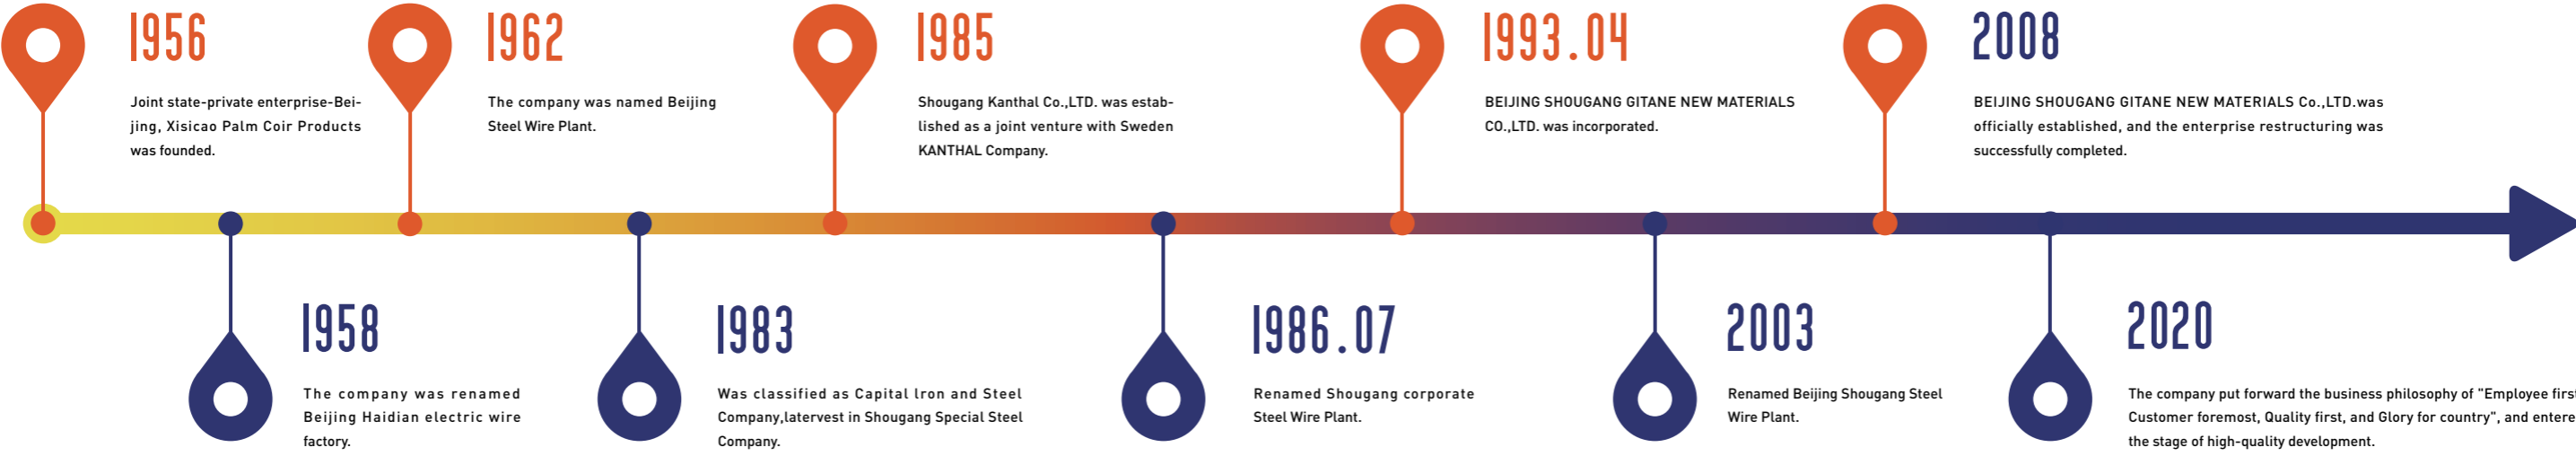 1956
Joint state-private enterprise-Bei-
jing, Xisicao Palm Coir Products
was founded.
1958
The company was renamed
Beijing Haidian electric wire
factory.
1962
The company was named Beijing
Steel Wire Plant.
1983
Was classified as Capital lron and Steel
Company,latervest in Shougang Special Steel
Company.
1985
Shougang Kanthal Co.,LTD. was estab-
lished as a joint venture with Sweden
KANTHAL Company.
1986.07
Renamed Shougang corporate
Steel Wire Plant.
1993.04
BEIJING SHOUGANG GITANE NEW MATERIALS
CO.,LTD. was incorporated.
2003
Renamed Beijing Shougang Steel
Wire Plant.
2008
BEIJING SHOUGANG GITANE NEW MATERIALS Co.,LTD.was
officially established, and the enterprise restructuring was
successfully completed.
2020
The company put forward the business philosophy of "Employee first
Customer foremost, Quality first, and Glory for country", and entere
the stage of high-quality development.